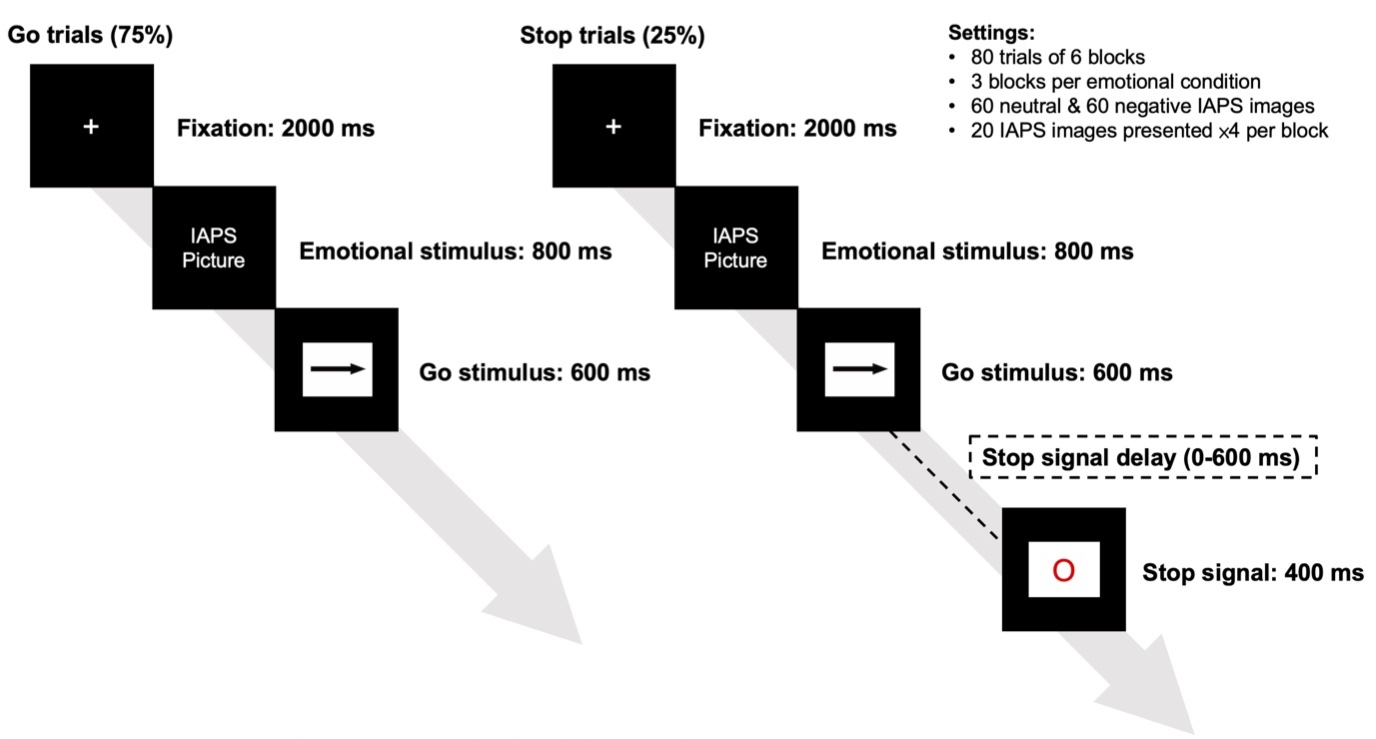 Go trials (75%)
+
Fixation: 2000 ms
IAPS
Picture
Emotional stimulus: 800 ms
Go stimulus: 600 ms
Stop trials (25%)
+
Fixation: 2000 ms
IAPS
Picture
Emotional stimulus: 800 ms
Go stimulus: 600 ms
Stop signal delay (0-600 ms)
O
Stop signal: 400 ms
Settings:
• 80 trials of 6 blocks
• 3 blocks per emotional condition
• 60 neutral & 60 negative IAPS images
• 20 IAPS images presented x4 per block